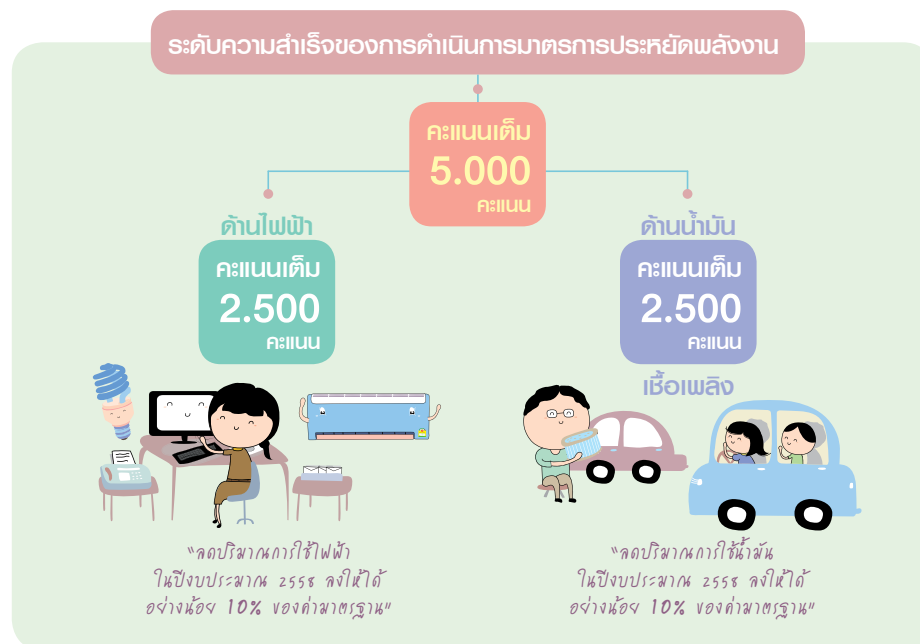 ระดับความสำเร็จของการดำเนินการมาตรการประหยัดพลังงาน
คะแนนเต็ม
5.000
คะแนน
ด้านไฟฟ้า
คะแนนเต็ม
2.500
คะแนน
ด้านน้ำมัน
คะแนนเต็ม
2.500
คะแนน
เชื้อเพลิง
"ลดปริมาณการใช้ไฟฟ้า
ในปีงบประมาณ 2558 ลงให้ได้
อย่างน้อย 10% ของค่ามาตรฐาน"
"ลดปริมาณการใช้น้ำมัน
ในปีงบประมาณ 2558 ลงให้ได้
อย่างน้อย 10% ของค่ามาตรฐาน"